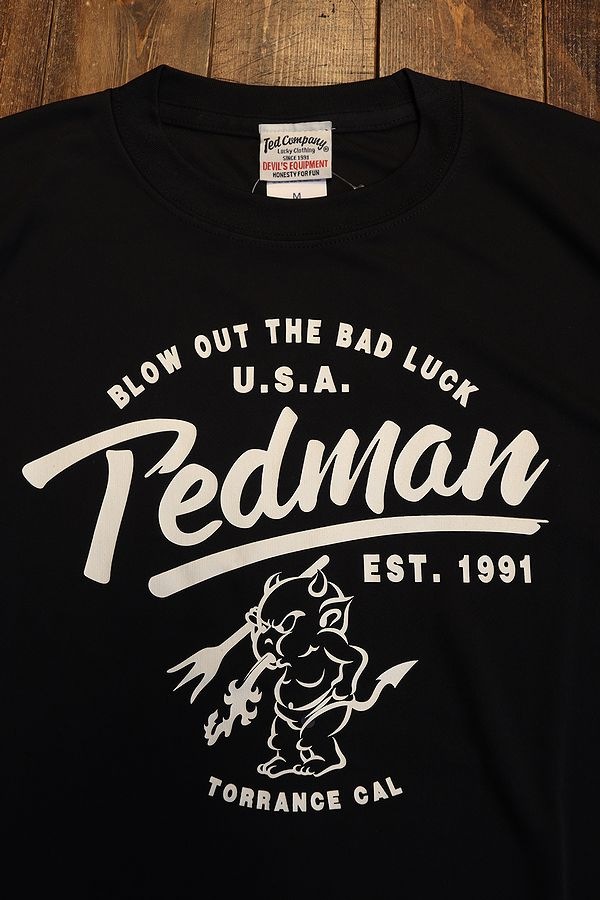 Ted Company®
Lucky Clothing
SINCE 1991
DEVIL'S EQUIPMENT
HONESTY FOR FUN
M
BLOW OUT THE BAD LUCK
U.S.A.
Tedman
EST. 1991
TORRANCE CAL